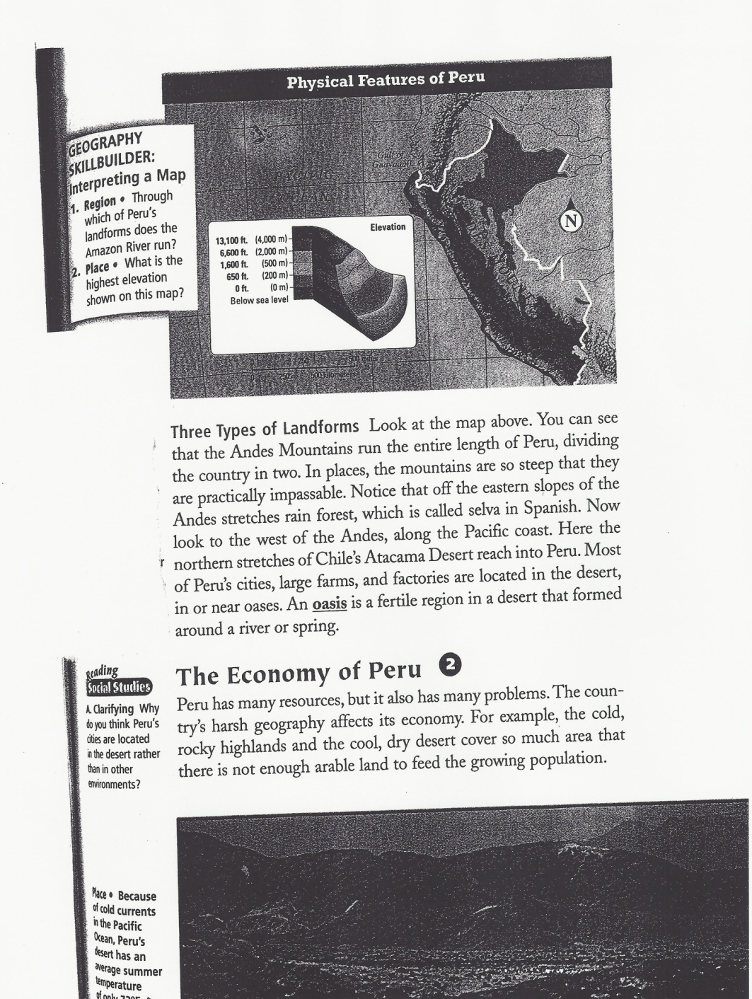 Physical Features of Peru
GEOGRAPHY
SKILLBUILDER:
Interpreting a Map
1. Region • Through
which of Peru's
landforms does the
Amazon River run?
2. Place • What is the
highest elevation
shown on this map?
PACIFIC
OCEAN
N
Elevation
13,100 ft. (4,000 m)
6,600 ft. (2,000 m)
1,600 ft. (500 m)
650 ft. (200 m)
0 ft. (0 m)
Below sea level
250 500 miles
250 500 kilometers
Three Types of Landforms Look at the map above. You can see
that the Andes Mountains run the entire length of Peru, dividing
the country in two. In places, the mountains are so steep that they
are practically impassable. Notice that off the eastern slopes of the
Andes stretches rain forest, which is called selva in Spanish. Now
look to the west of the Andes, along the Pacific coast. Here the
northern stretches of Chile's Atacama Desert reach into Peru. Most
of Peru's cities, large farms, and factories are located in the desert,
in or near oases. An oasis is a fertile region in a desert that formed
around a river or spring.
Reading
Social Studies
A. Clarifying Why
do you think Peru's
cities are located
in the desert rather
than in other
environments?
The Economy of Peru 2
Peru has many resources, but it also has many problems. The coun-
try's harsh geography affects its economy. For example, the cold,
rocky highlands and the cool, dry desert cover so much area that
there is not enough arable land to feed the growing population.
Place • Because
of cold currents
in the Pacific
Ocean, Peru's
desert has an
average summer
temperature
of only